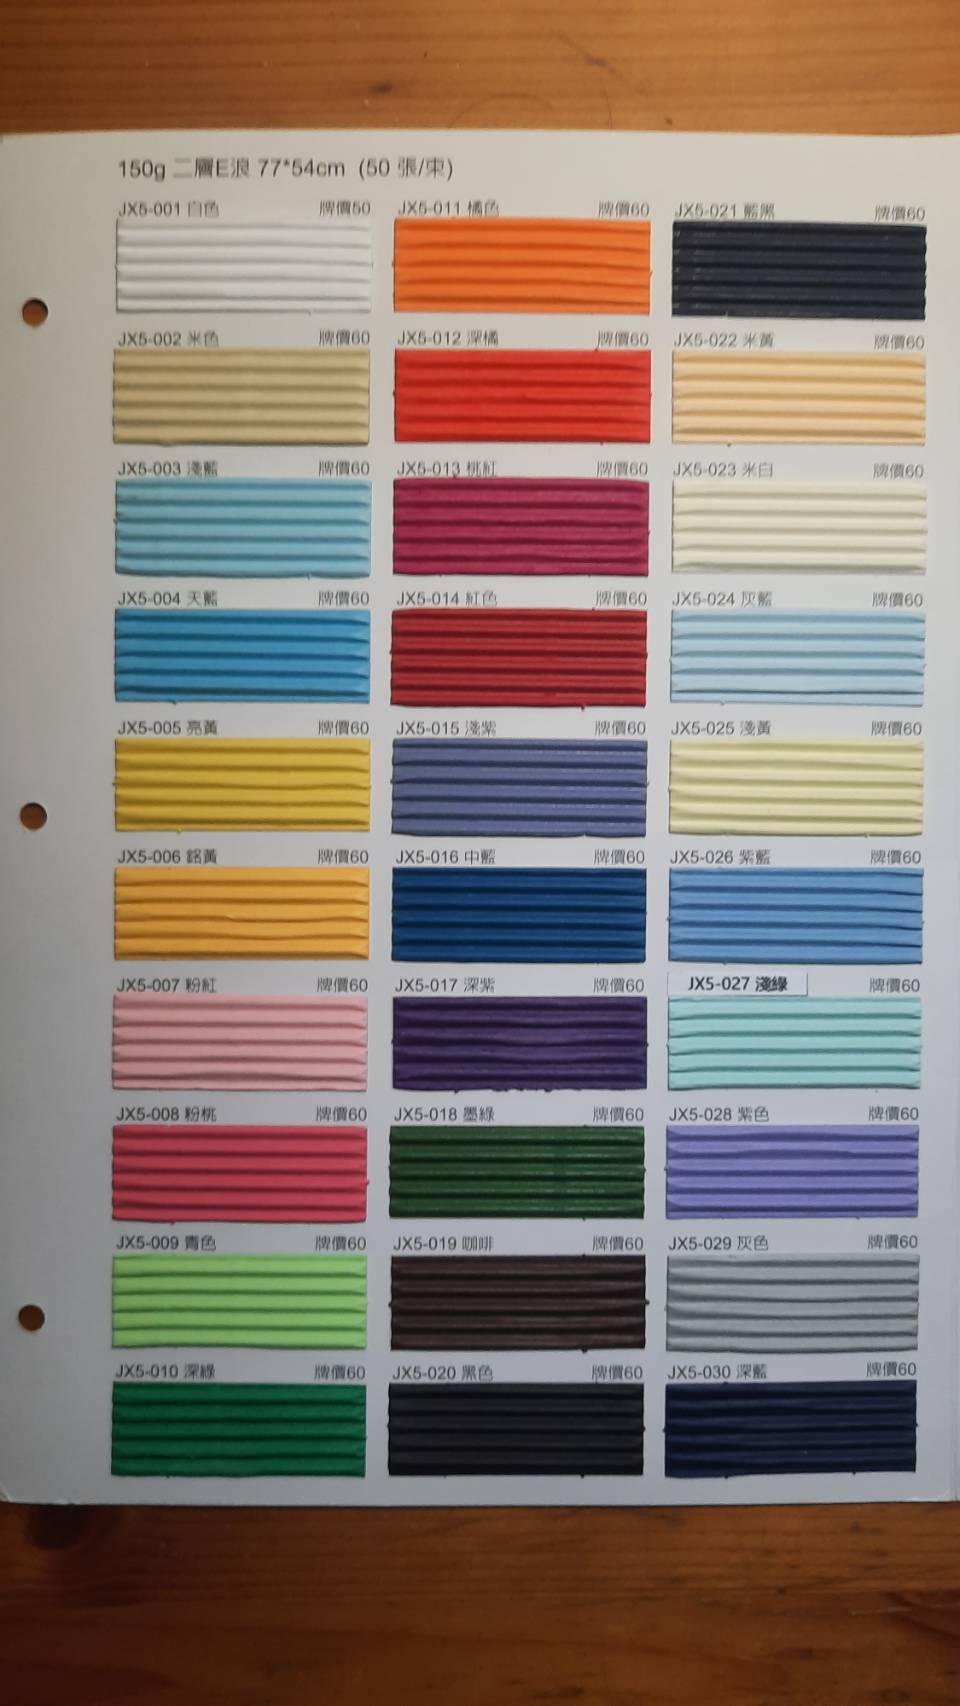 150g 二層E浪 77*54cm (50 張/束)
JX5-001 白色 牌價50
JX5-002 米色 牌價60
JX5-003 淺藍 牌價60
JX5-004 天藍 牌價60
JX5-005 亮黃 牌價60
JX5-006 鉻黃 牌價60
JX5-007 粉紅 牌價60
JX5-008 粉桃 牌價60
JX5-009 青色 牌價60
JX5-010 深綠 牌價60
JX5-011 橘色 牌價60
JX5-012 深橘 牌價60
JX5-013 桃紅 牌價60
JX5-014 紅色 牌價60
JX5-015 淺紫 牌價60
JX5-016 中藍 牌價60
JX5-017 深紫 牌價60
JX5-018 墨綠 牌價60
JX5-019 咖啡 牌價60
JX5-020 黑色 牌價60
JX5-021 藍黑 牌價60
JX5-022 米黃 牌價60
JX5-023 米白 牌價60
JX5-024 灰藍 牌價60
JX5-025 淺黃 牌價60
JX5-026 紫藍 牌價60
JX5-027 淺綠 牌價60
JX5-028 紫色 牌價60
JX5-029 灰色 牌價60
JX5-030 深藍 牌價60